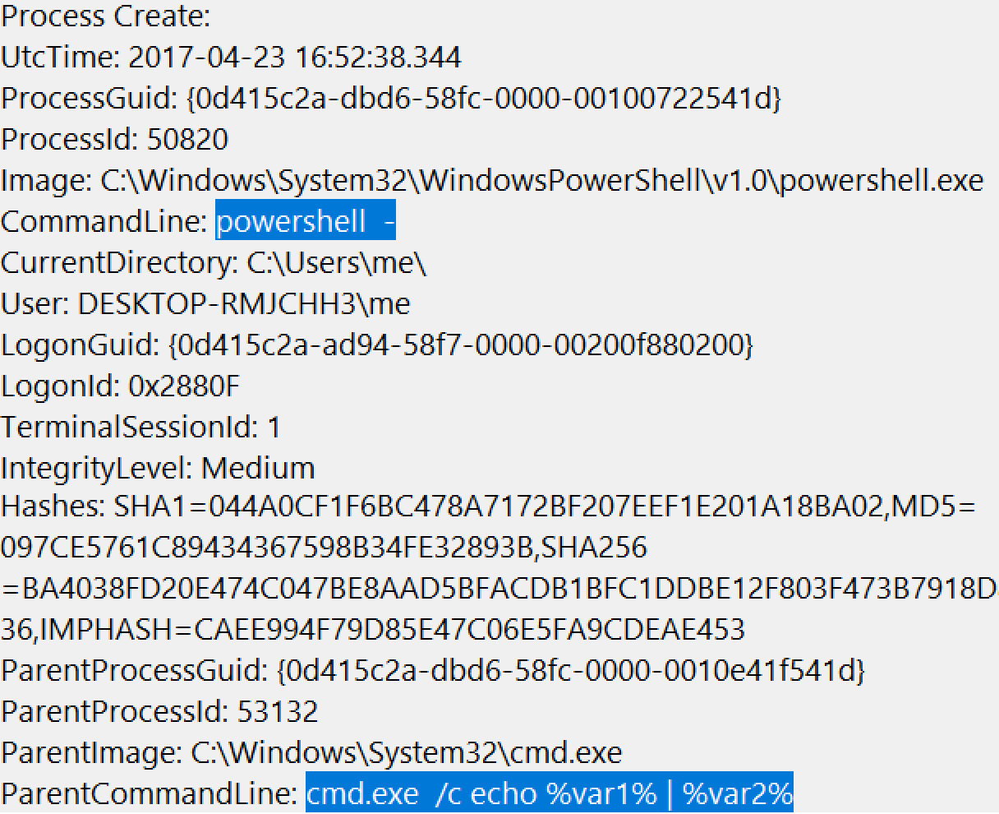 Process Create:
UtcTime: 2017-04-23 16:52:38.344
ProcessGuid: {0d415c2a-dbd6-58fc-0000-00100722541d}
ProcessId: 50820
Image: C:\Windows\System32\WindowsPowerShell\v1.0\powershell.exe
CommandLine: powershell  -
CurrentDirectory: C:\Users\me\
User: DESKTOP-RMJCHH3\me
LogonGuid: {0d415c2a-ad94-58f7-0000-00200f880200}
LogonId: 0x2880F
TerminalSessionId: 1
IntegrityLevel: Medium
Hashes: SHA1=044A0CF1F6BC478A7172BF207EEF1E201A18BA02,MD5=
097CE5761C89434367598B34FE32893B,SHA256
=BA4038FD20E474C047BE8AAD5BFACDB1BFC1DDBE12F803F473B7918D
36,IMPHASH=CAEE994F79D85E47C06E5FA9CDEAE453
ParentProcessGuid: {0d415c2a-dbd6-58fc-0000-0010e41f541d}
ParentProcessId: 53132
ParentImage: C:\Windows\System32\cmd.exe
ParentCommandLine: cmd.exe  /c echo %var1% | %var2%